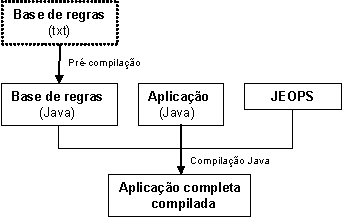 Base de regras
(txt)
Pré-compilação
Base de regras
(Java)
Aplicação
(Java)
JEOPS
Compilação Java
Aplicação completa
compilada